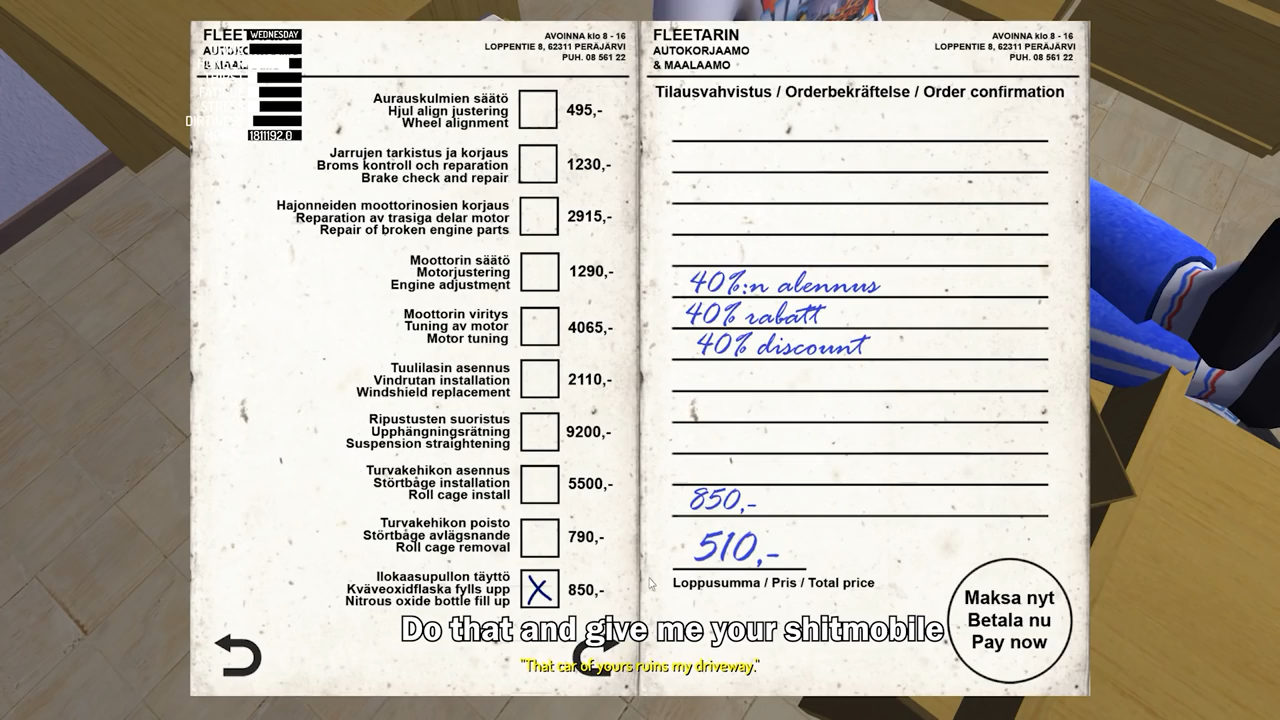 FLEET
WEDNESDAY
AVOINNA klo 8 - 16
LOPPENTIE 8, 62311 PERÄJÄRVI
PUH. 08 561 22
1811192.0
Aurauskulmien säätö
Hjul align justering
Wheel alignment
495,-
Jarrujen tarkistus ja korjaus
Broms kontroll och reparation
Brake check and repair
1230,-
Hajonneiden moottorinosien korjaus
Reparation av trasiga delar motor
Repair of broken engine parts
2915,-
Moottorin säätö
Motorjustering
Engine adjustment
1290,-
Moottorin viritys
Tuning av motor
Motor tuning
4065,-
Tuulilasin asennus
Vindrutan installation
Windshield replacement
2110,-
Ripustusten suoristus
Upphängningsrätning
Suspension straightening
9200,-
Turvakehikon asennus
Störtbåge installation
Roll cage install
5500,-
Turvakehikon poisto
Störtbåge avlägsnande
Roll cage removal
790,-
Ilokaasupullon täyttö
Kväveoxidflaska fylls upp
Nitrous oxide bottle fill up
X
850,-
FLEETARIN
AUTOKORJAAMO
& MAALAAMO
AVOINNA klo 8 - 16
LOPPENTIE 8, 62311 PERÄJÄRVI
PUH. 08 561 22
Tilausvahvistus / Orderbekräftelse / Order confirmation
40%:n alennus
40% rabatt
40% discount
850,-
510,-
Loppusumma / Pris / Total price
Maksa nyt
Betala nu
Pay now
Do that and give me your shitmobile
"That car of yours ruins my driveway."